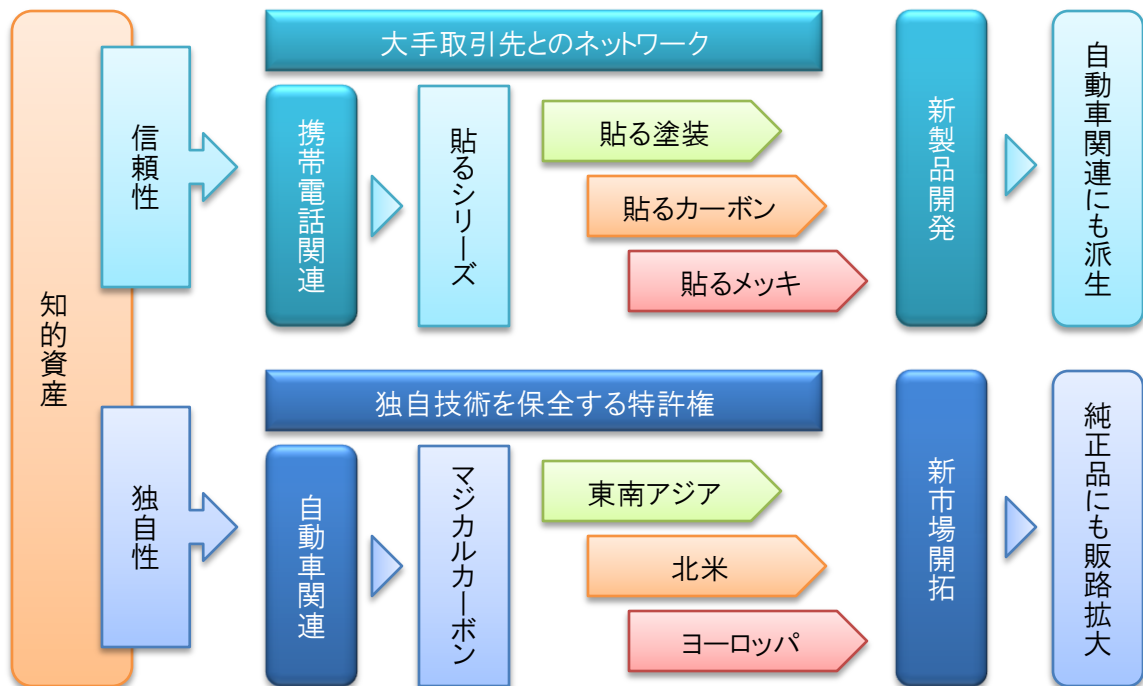 知的資産
信頼性
大手取引先とのネットワーク
携帯電話関連
貼るシリーズ
貼る塗装
貼るカーボン
貼るメッキ
新製品開発
自動車関連にも派生
独自性
独自技術を保全する特許権
自動車関連
マジカルカーボン
東南アジア
北米
ヨーロッパ
新市場開拓
純正品にも販路拡大